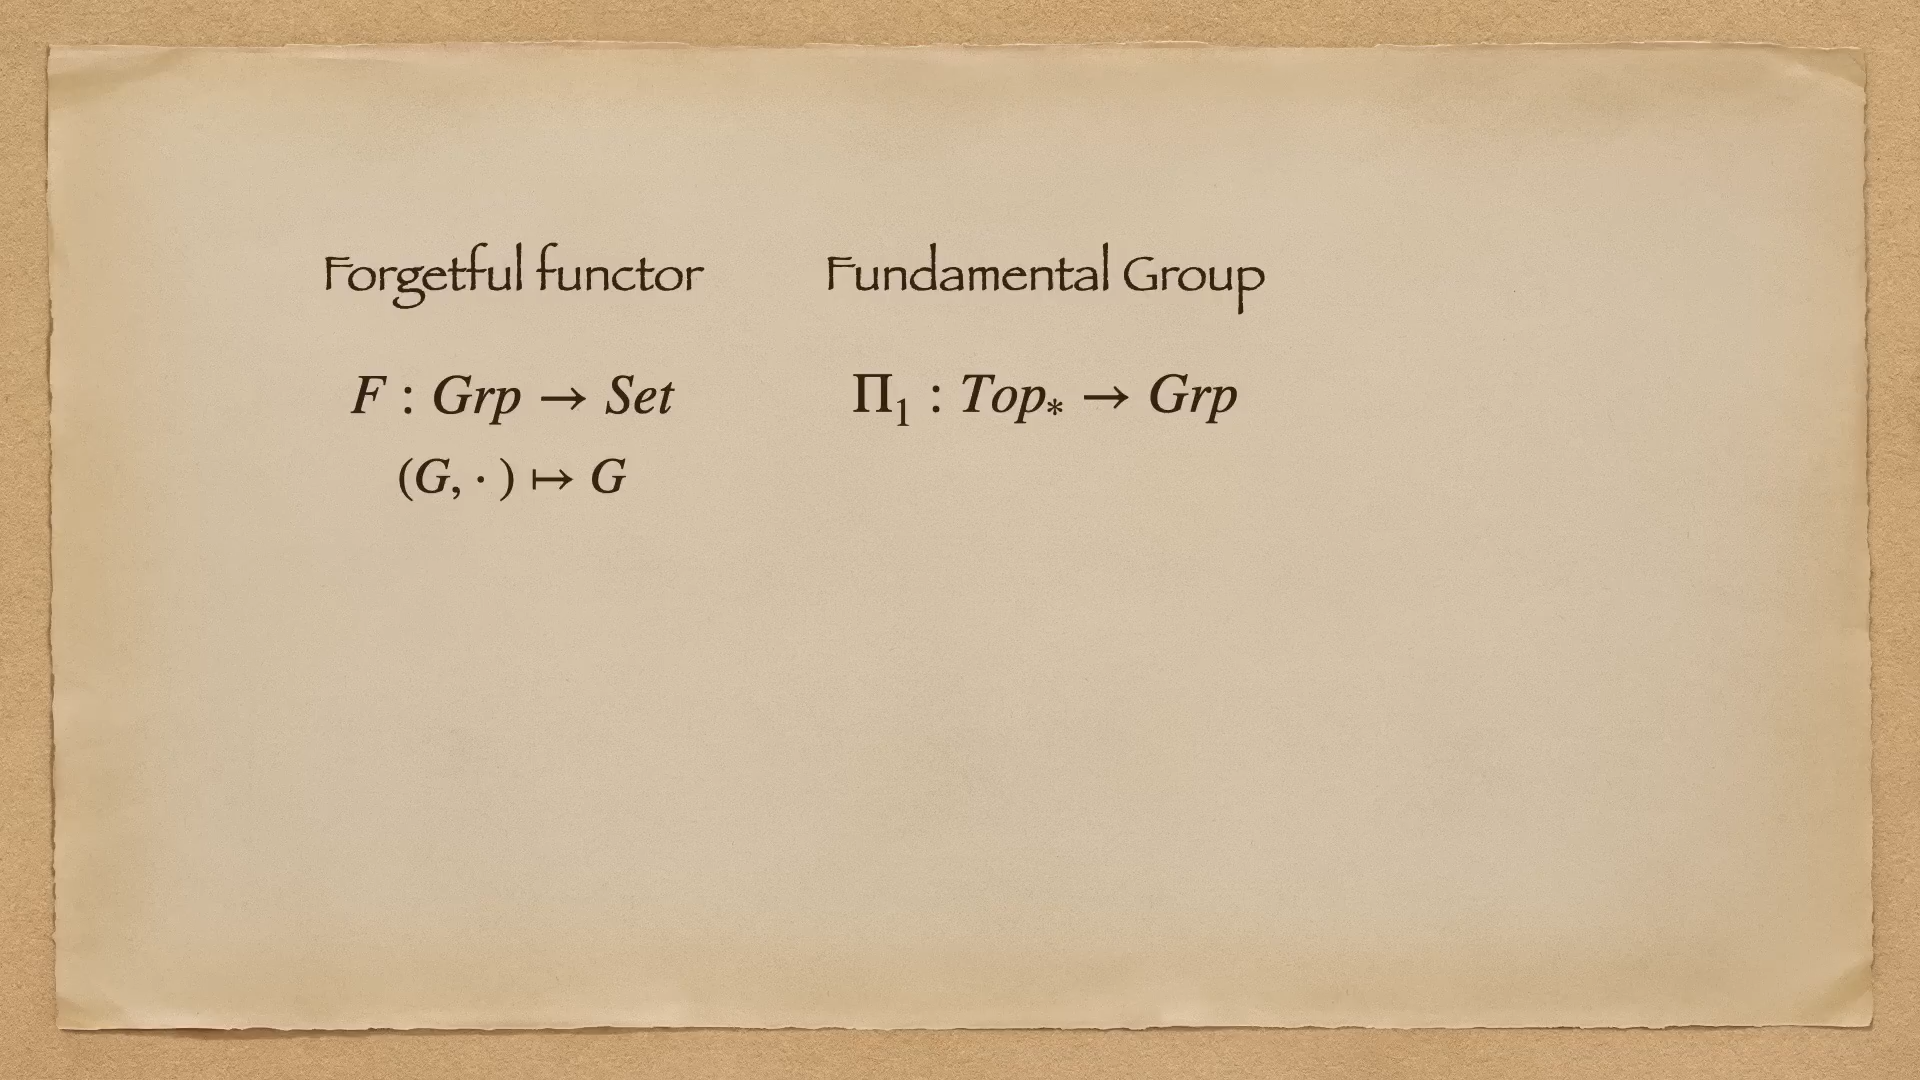 Forgetful functor
F : Grp → Set
(G, · ) ↦ G
Fundamental Group
Π₁ : Top* → Grp